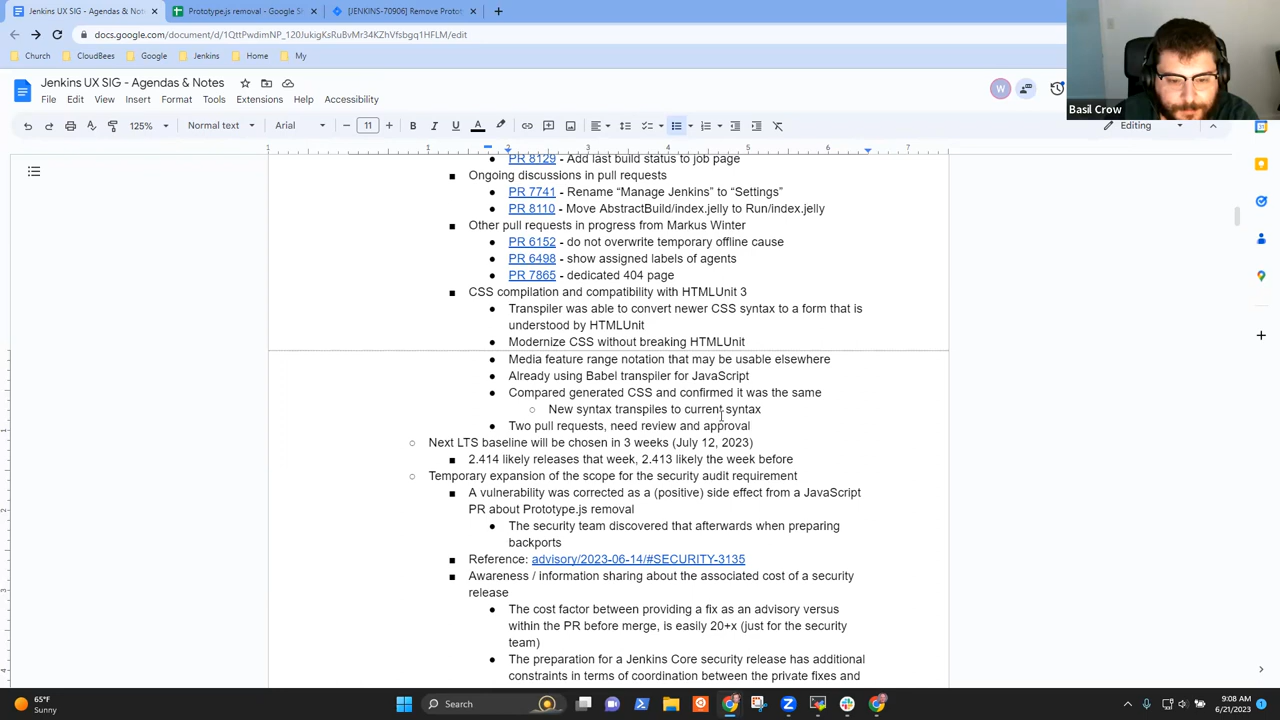 Jenkins UX SIG - Agendas & Notes
Prototype.js removal - Google S
[JENKINS-70906] Remove Protot
docs.google.com/document/d/1QttPwdimNP_120JukigKsRuBvMr34KZhVfsbgq1HFLM/edit
Church CloudBees Google Jenkins Home My
Basil Crow
Jenkins UX SIG - Agendas & Notes
W
File Edit View Insert Format Tools Extensions Help Accessibility
125% Normal text Arial 11 Editing
1 1 2 3 4 5 6 7
PR 8129 - Add last build status to job page
Ongoing discussions in pull requests
PR 7741 - Rename “Manage Jenkins” to “Settings”
PR 8110 - Move AbstractBuild/index.jelly to Run/index.jelly
Other pull requests in progress from Markus Winter
PR 6152 - do not overwrite temporary offline cause
PR 6498 - show assigned labels of agents
PR 7865 - dedicated 404 page
CSS compilation and compatibility with HTMLUnit 3
Transpiler was able to convert newer CSS syntax to a form that is
understood by HTMLUnit
Modernize CSS without breaking HTMLUnit
Media feature range notation that may be usable elsewhere
Already using Babel transpiler for JavaScript
Compared generated CSS and confirmed it was the same
New syntax transpiles to current syntax
Two pull requests, need review and approval
Next LTS baseline will be chosen in 3 weeks (July 12, 2023)
2.414 likely releases that week, 2.413 likely the week before
Temporary expansion of the scope for the security audit requirement
A vulnerability was corrected as a (positive) side effect from a JavaScript
PR about Prototype.js removal
The security team discovered that afterwards when preparing
backports
Reference: advisory/2023-06-14/#SECURITY-3135
Awareness / information sharing about the associated cost of a security
release
The cost factor between providing a fix as an advisory versus
within the PR before merge, is easily 20+x (just for the security
team)
The preparation for a Jenkins Core security release has additional
constraints in terms of coordination between the private fixes and
65°F
Sunny
Search
9:08 AM
6/21/2023